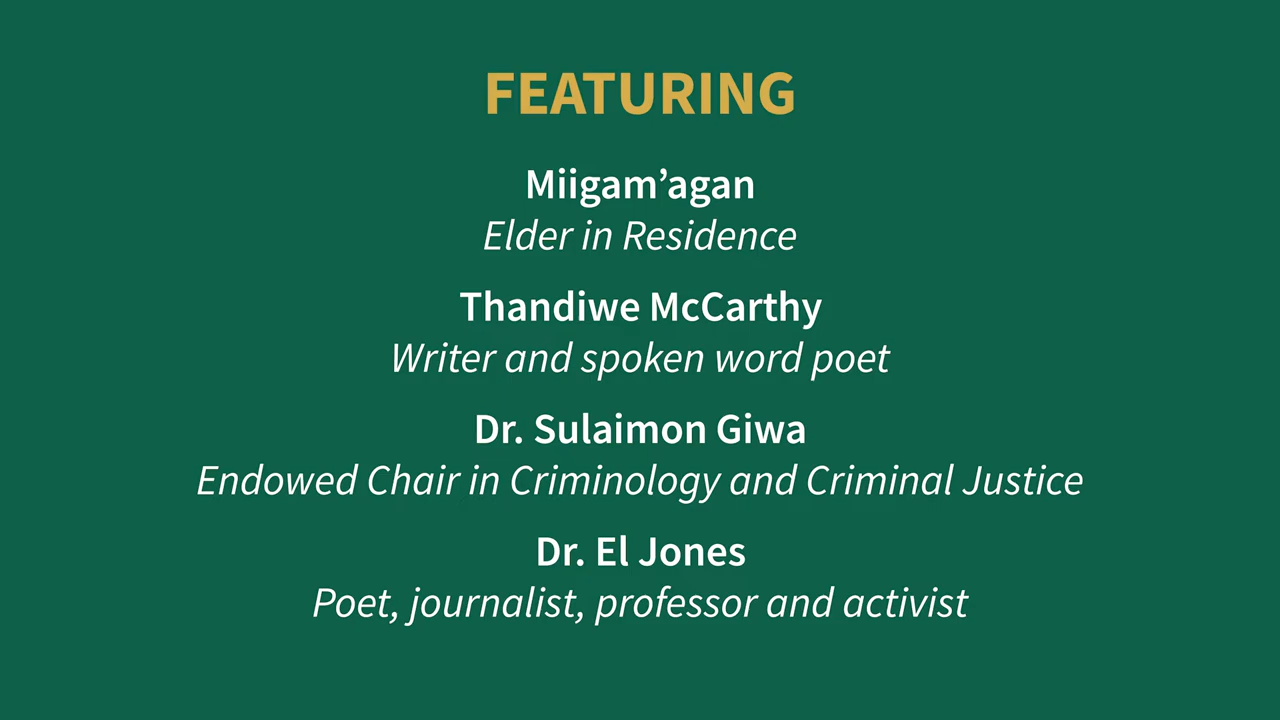 FEATURING
Miigam’agan
Elder in Residence
Thandiwe McCarthy
Writer and spoken word poet
Dr. Sulaimon Giwa
Endowed Chair in Criminology and Criminal Justice
Dr. El Jones
Poet, journalist, professor and activist